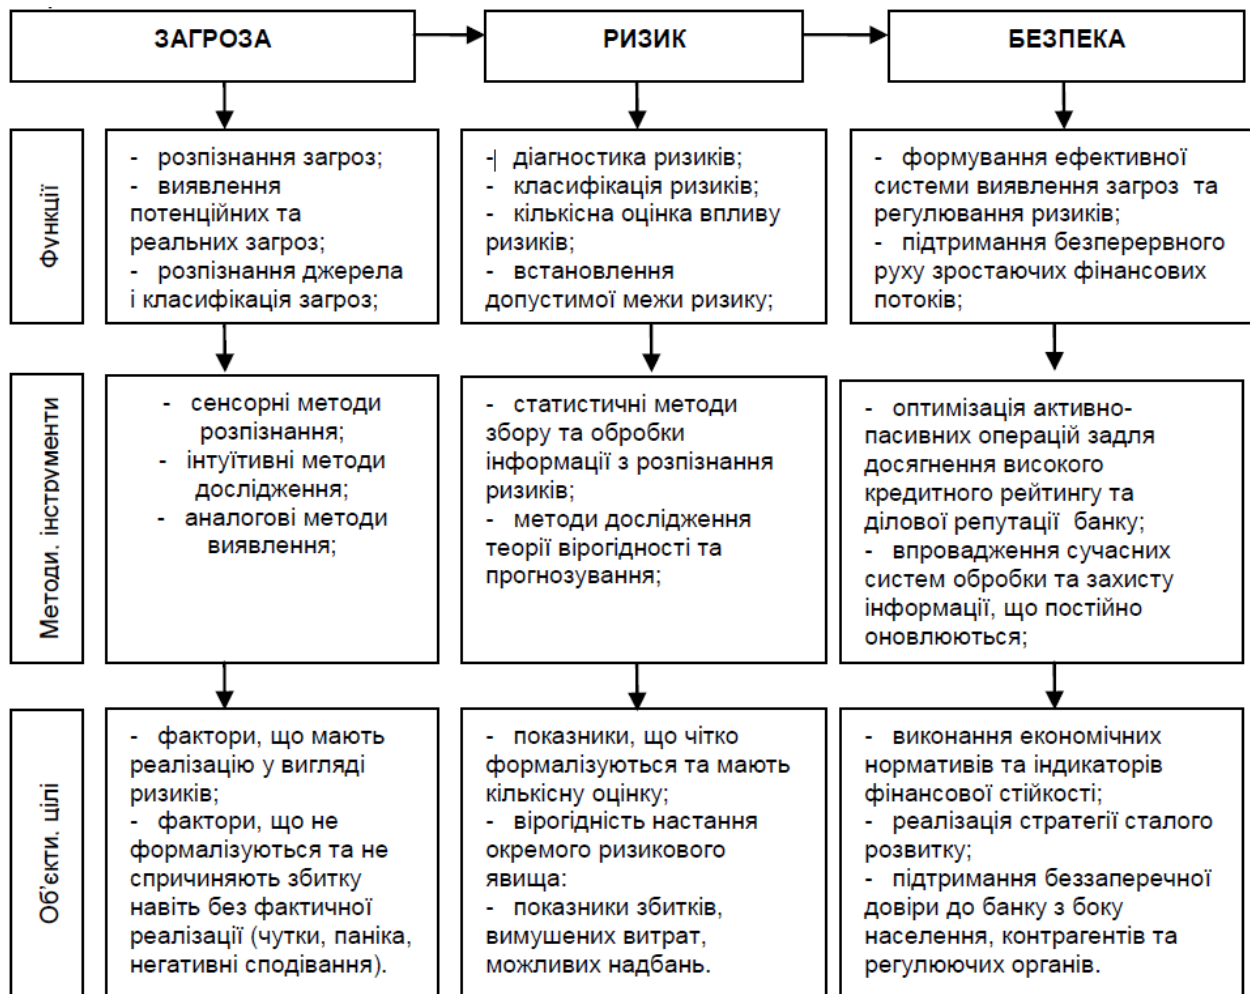 ЗАГРОЗА
РИЗИК
БЕЗПЕКА
Функції
- розпізнання загроз;
- виявлення
потенційних та
реальних загроз;
- розпізнання джерела
і класифікація загроз;
- діагностика ризиків;
- класифікація ризиків;
- кількісна оцінка впливу
ризиків;
- встановлення
допустимої межи ризику;
- формування ефективної
системи виявлення загроз та
регулювання ризиків;
- підтримання безперервного
руху зростаючих фінансових
потоків;
Методи. інструменти
- сенсорні методи
розпізнання;
- інтуїтивні методи
дослідження;
- аналогові методи
виявлення;
- статистичні методи
збору та обробки
інформації з розпізнання
ризиків;
- методи дослідження
теорії вірогідності та
прогнозування;
- оптимізація активно-
пасивних операцій задля
досягнення високого
кредитного рейтингу та
ділової репутації банку;
- впровадження сучасних
систем обробки та захисту
інформації, що постійно
оновлюються;
Об'єкти. цілі
- фактори, що мають
реалізацію у вигляді
ризиків;
- фактори, що не
формалізуються та не
спричиняють збитку
навіть без фактичної
реалізації (чутки, паніка,
негативні сподівання).
- показники, що чітко
формалізуються та мають
кількісну оцінку;
- вірогідність настання
окремого ризикового
явища:
- показники збитків,
вимушених витрат,
можливих надбань.
- виконання економічних
нормативів та індикаторів
фінансової стійкості;
- реалізація стратегії сталого
розвитку;
- підтримання беззаперечної
довіри до банку з боку
населення, контрагентів та
регулюючих органів.